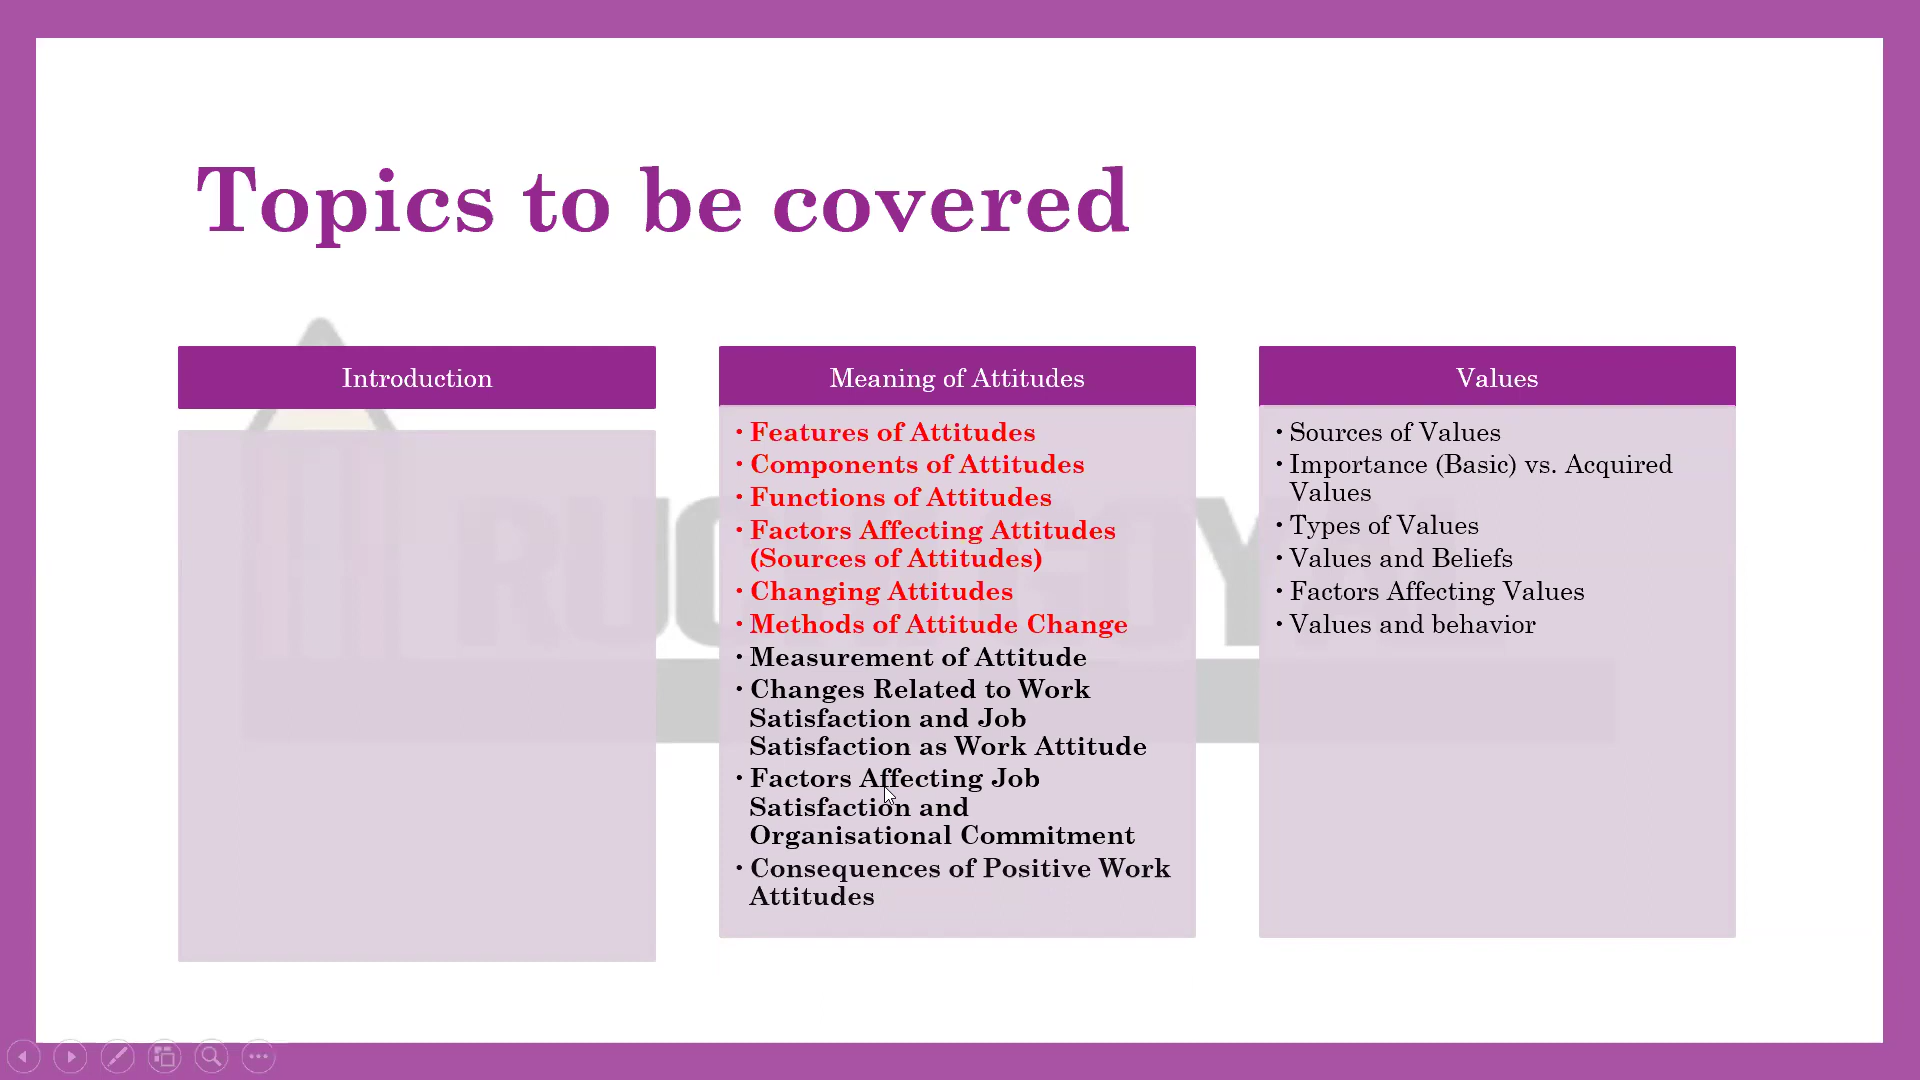 Topics to be covered
Introduction
Meaning of Attitudes
• Features of Attitudes
• Components of Attitudes
• Functions of Attitudes
• Factors Affecting Attitudes
(Sources of Attitudes)
• Changing Attitudes
• Methods of Attitude Change
• Measurement of Attitude
• Changes Related to Work
Satisfaction and Job
Satisfaction as Work Attitude
• Factors Affecting Job
Satisfaction and
Organisational Commitment
• Consequences of Positive Work
Attitudes
Values
• Sources of Values
• Importance (Basic) vs. Acquired
Values
• Types of Values
• Values and Beliefs
• Factors Affecting Values
• Values and behavior